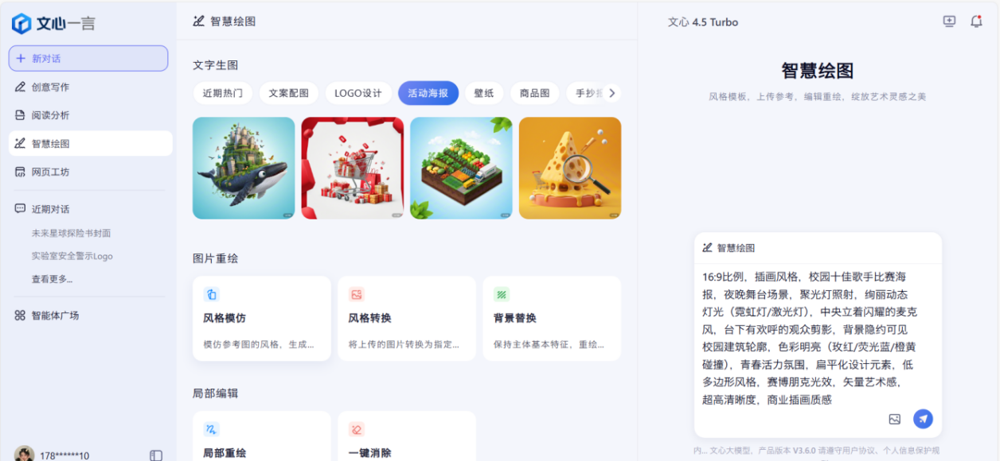 文心一言
新对话
创意写作
阅读分析
智慧绘图
网页工坊
近期对话
未来星球探险书封面
实验室安全警示Logo
查看更多...
智能体广场
178******10
智慧绘图
文字生图
近期热门
文案配图
LOGO设计
活动海报
壁纸
商品图
手抄
图片重绘
风格模仿
模仿参考图的风格，生成...
风格转换
将上传的图片转换为指定...
背景替换
保持主体基本特征，重绘...
局部编辑
局部重绘
一键消除
文心 4.5 Turbo
智慧绘图
风格模板，上传参考，编辑重绘，绽放艺术灵感之美
智慧绘图
16:9比例，插画风格，校园十佳歌手比赛海
报，夜晚舞台场景，聚光灯照射，绚丽动态
灯光（霓虹灯/激光灯），中央立着闪耀的麦克
风，台下有欢呼的观众剪影，背景隐约可见
校园建筑轮廓，色彩明亮（玫红/荧光蓝/橙黄
碰撞），青春活力氛围，扁平化设计元素，低
多边形风格，赛博朋克光效，矢量艺术感，
超高清晰度，商业插画质感
内... 文心大模型，产品版本 V3.6.0 请遵守用户协议、个人信息保护规